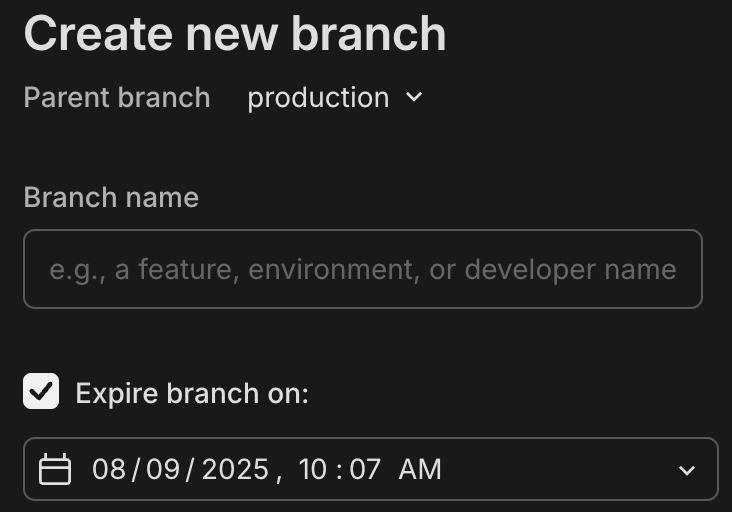 Create new branch
Parent branch production
Branch name
e.g., a feature, environment, or developer name
Expire branch on:
08/09/2025, 10:07 AM